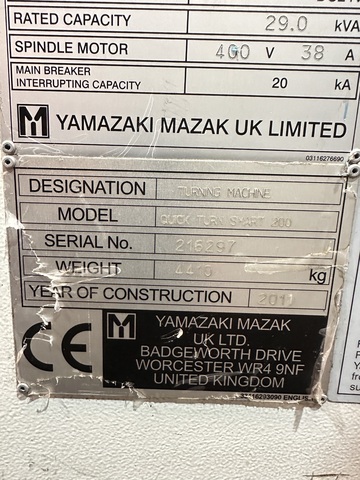 RATED CAPACITY 29.0 kVA
SPINDLE MOTOR 400 V 38 A
MAIN BREAKER
INTERRUPTING CAPACITY 20 kA
YAMAZAKI MAZAK UK LIMITED
03116276690
DESIGNATION TURNING MACHINE
MODEL QUICK TURN SMART 200
SERIAL No. 216297
WEIGHT 4410 kg
YEAR OF CONSTRUCTION 2011
CE YAMAZAKI MAZAK
UK LTD.
BADGEWORTH DRIVE
WORCESTER WR4 9NF
UNITED KINGDOM